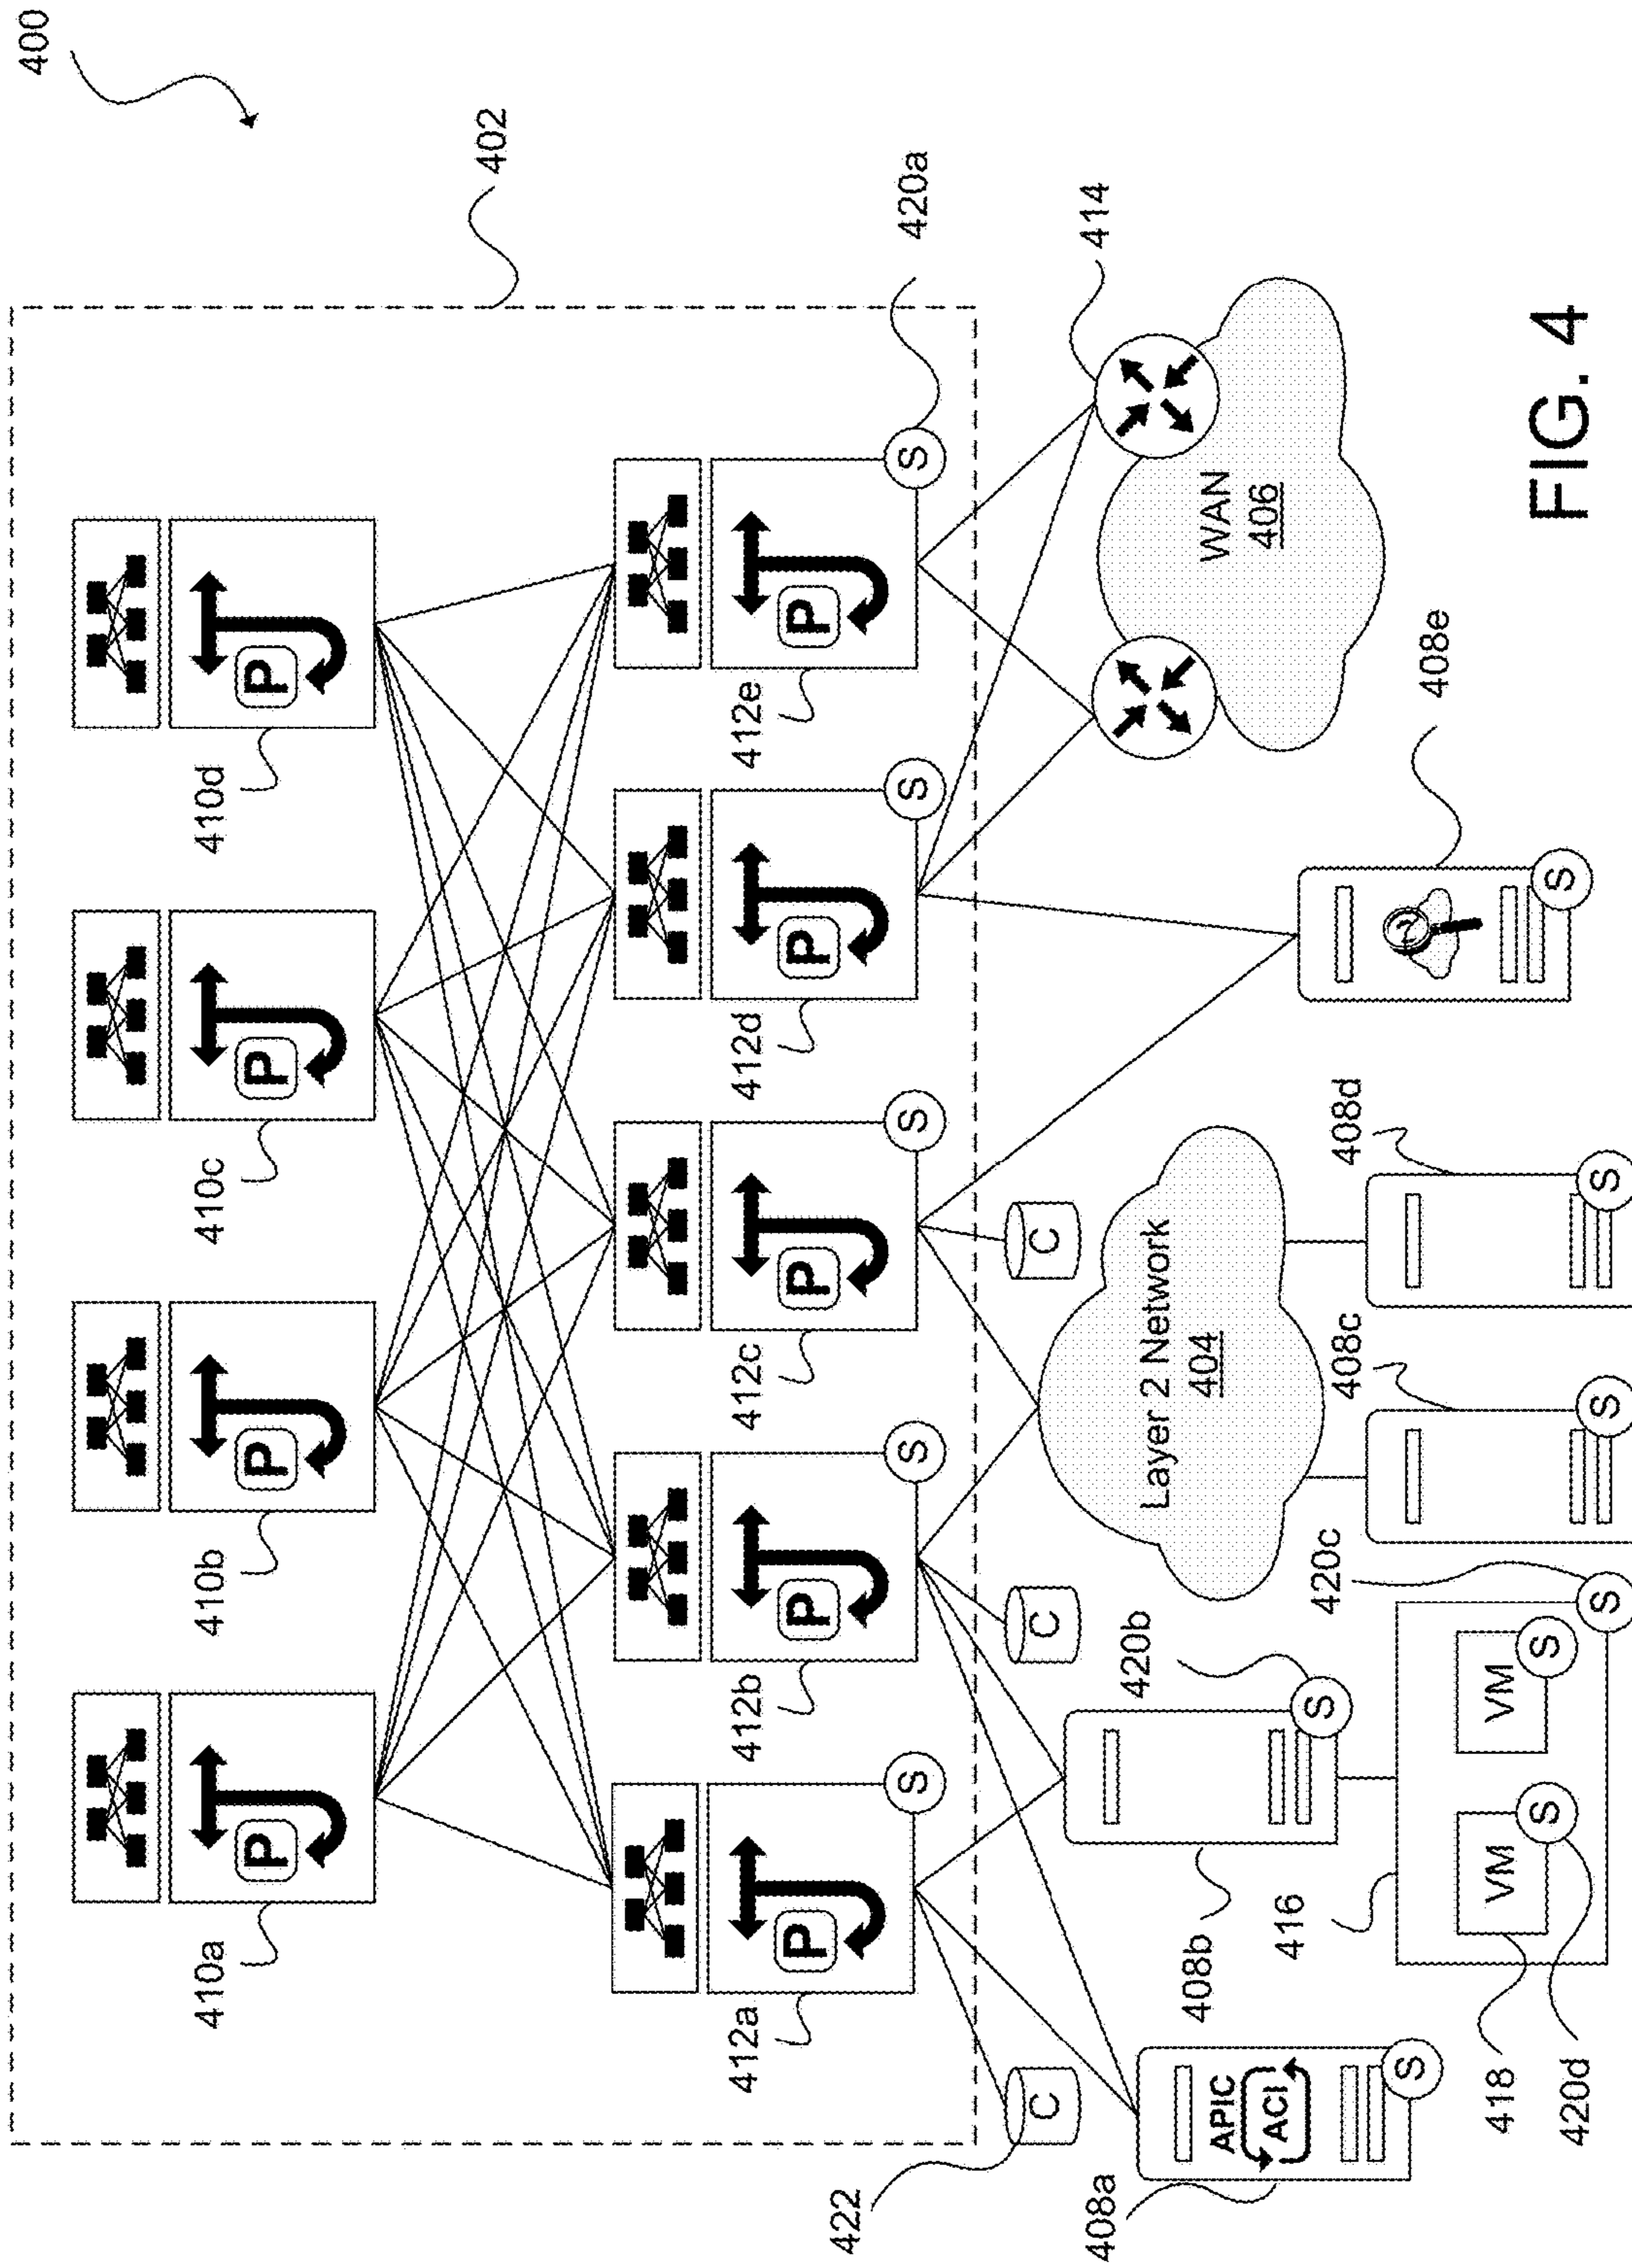 400
402
410a
410b
410c
410d
P
P
P
P
412a
412b
412c
412d
412e
P
P
P
P
P
S
S
S
S
S
420a
422
C
C
C
414
408a
APIC
ACI
S
408b
420b
S
Layer 2 Network
404
WAN
406
416
420c
S
VM
S
VM
S
418
420d
408c
S
408d
S
408e
S
FIG. 4